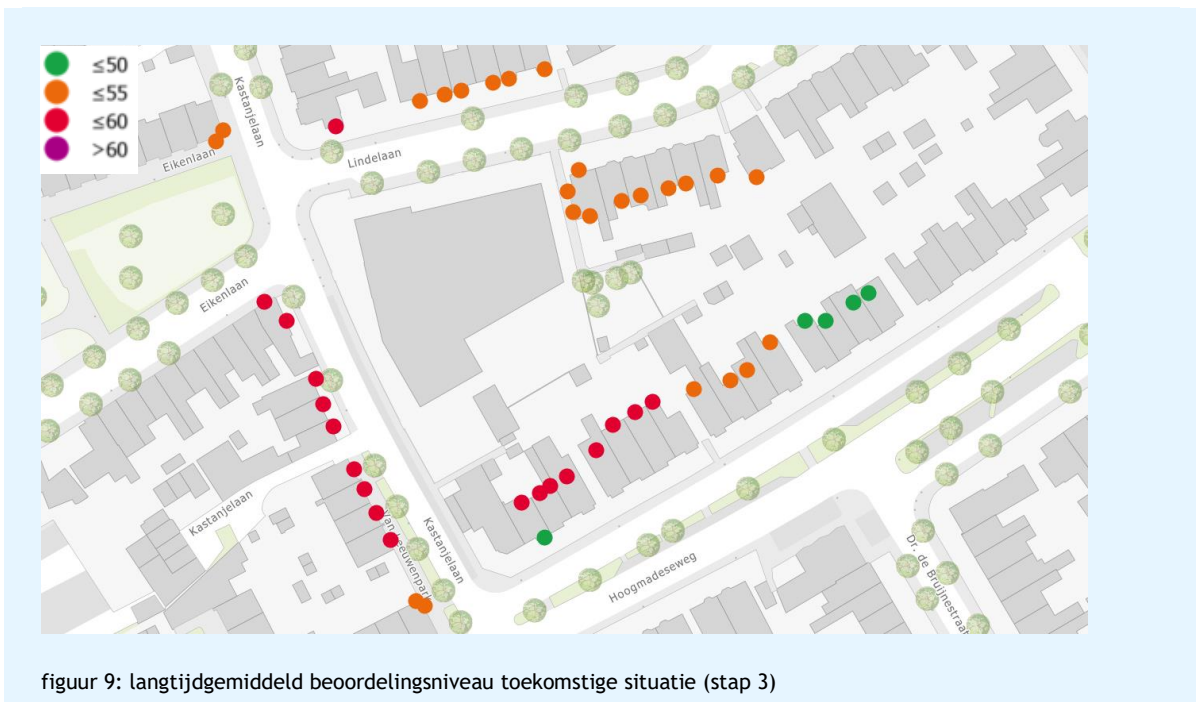 ≤50
≤55
≤60
>60
Kastanjelaan
Eikenlaan
Lindelaan
Eikenlaan
Kastanjelaan
Kastanjelaan
Hoogmadeseweg
Dr. de Bruijnestraat
figuur 9: langtijdgemiddeld beoordelingsniveau toekomstige situatie (stap 3)